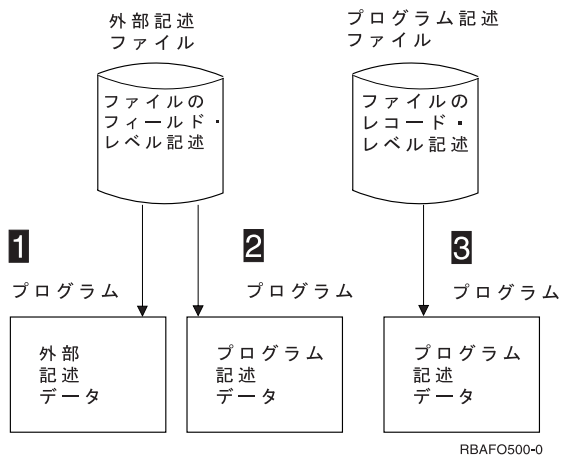 外部記述
ファイル
プログラム記述
ファイル
ファイルの
フィールド・
レベル記述
ファイルの
レコード・
レベル記述
1
2
3
プログラム
プログラム
プログラム
外部
記述
データ
プログラム
記述
データ
プログラム
記述
データ
RBAFO500-0